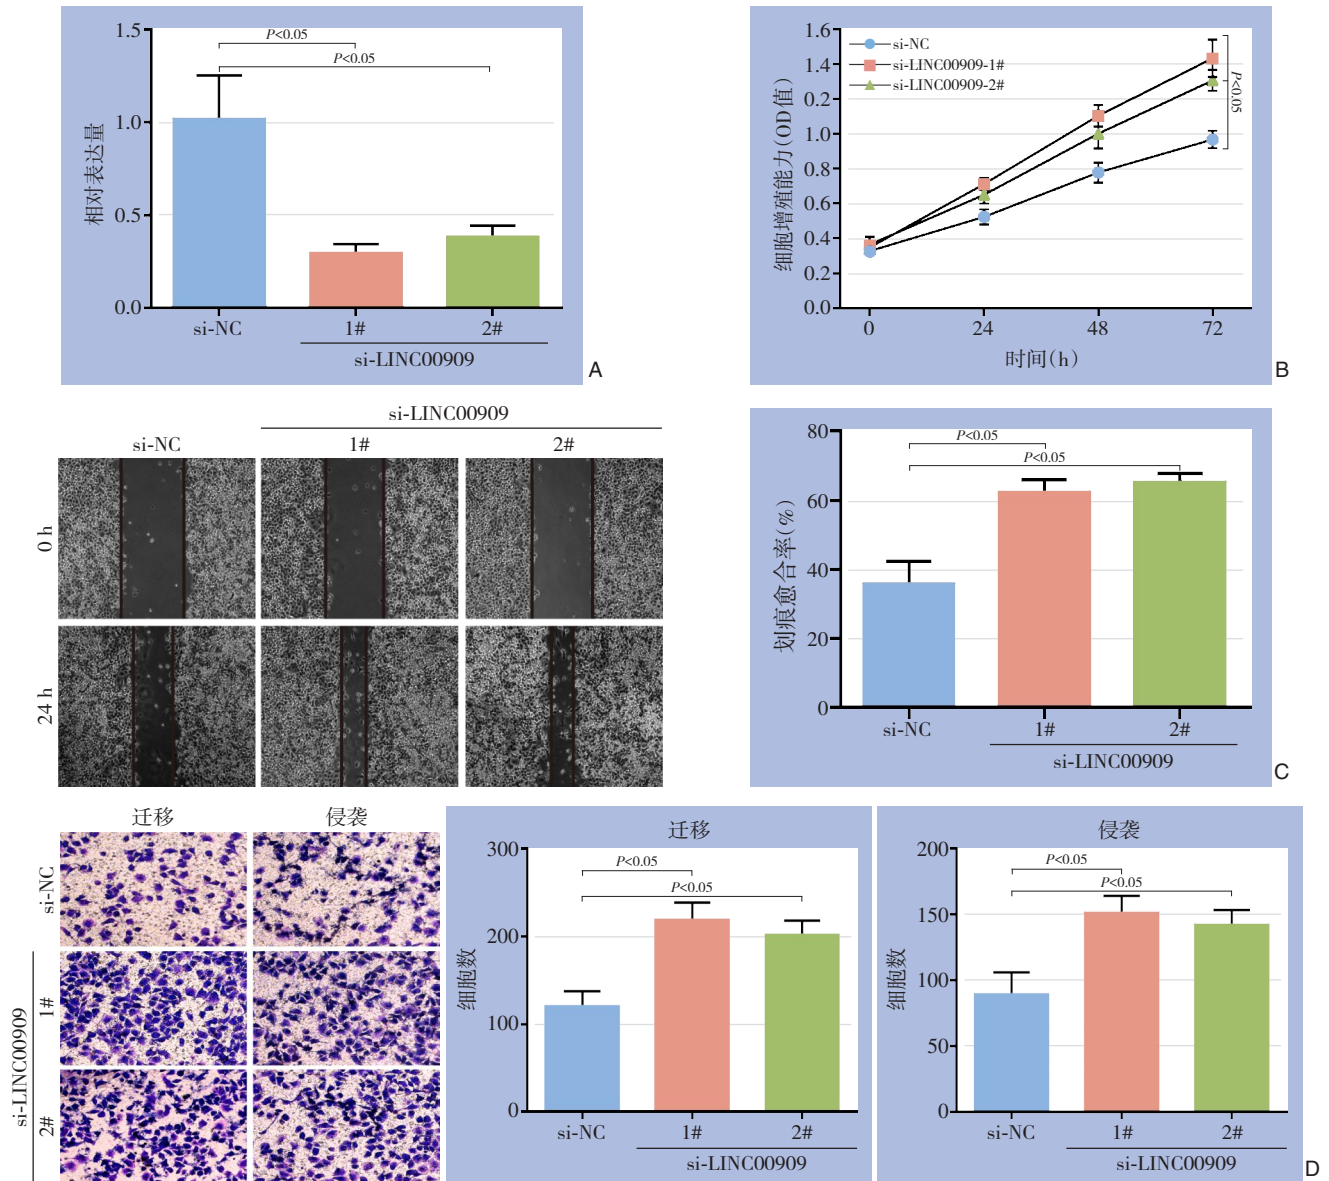 1.5
1.0
0.5
0.0
相对表达量
P<0.05
P<0.05
si-NC
1#
2#
si-LINC00909
A
1.6
1.4
1.2
1.0
0.8
0.6
0.4
0.2
0.0
细胞增殖能力(OD值)
si-NC
si-LINC00909-1#
si-LINC00909-2#
P<0.05
0
24
48
72
时间(h)
B
si-LINC00909
si-NC
1#
2#
0 h
24 h
80
60
40
20
0
划痕愈合率(%)
P<0.05
P<0.05
si-NC
1#
2#
si-LINC00909
C
迁移
侵袭
si-NC
1#
2#
si-LINC00909
迁移
300
200
100
0
细胞数
P<0.05
P<0.05
si-NC
1#
2#
si-LINC00909
侵袭
200
150
100
50
0
细胞数
P<0.05
P<0.05
si-NC
1#
2#
si-LINC00909
D